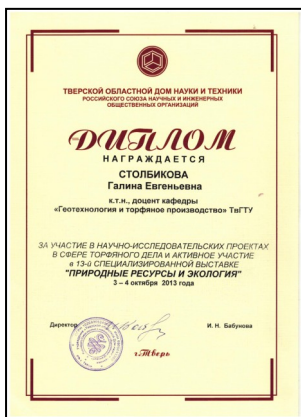 ТВЕРСКОЙ ОБЛАСТНОЙ ДОМ НАУКИ И ТЕХНИКИ
РОССИЙСКОГО СОЮЗА НАУЧНЫХ И ИНЖЕНЕРНЫХ
ОБЩЕСТВЕННЫХ ОРГАНИЗАЦИЙ
ДИПЛОМ
НАГРАЖДАЕТСЯ
СТОЛБИКОВА
Галина Евгеньевна
к.т.н., доцент кафедры
«Геотехнология и торфяное производство» ТвГТУ
ЗА УЧАСТИЕ В НАУЧНО-ИССЛЕДОВАТЕЛЬСКИХ ПРОЕКТАХ
В СФЕРЕ ТОРФЯНОГО ДЕЛА И АКТИВНОЕ УЧАСТИЕ
в 13-й СПЕЦИАЛИЗИРОВАННОЙ ВЫСТАВКЕ
"ПРИРОДНЫЕ РЕСУРСЫ И ЭКОЛОГИЯ"
3 – 4 октября 2013 года
Директор И. Н. Бабунова
г.Тверь